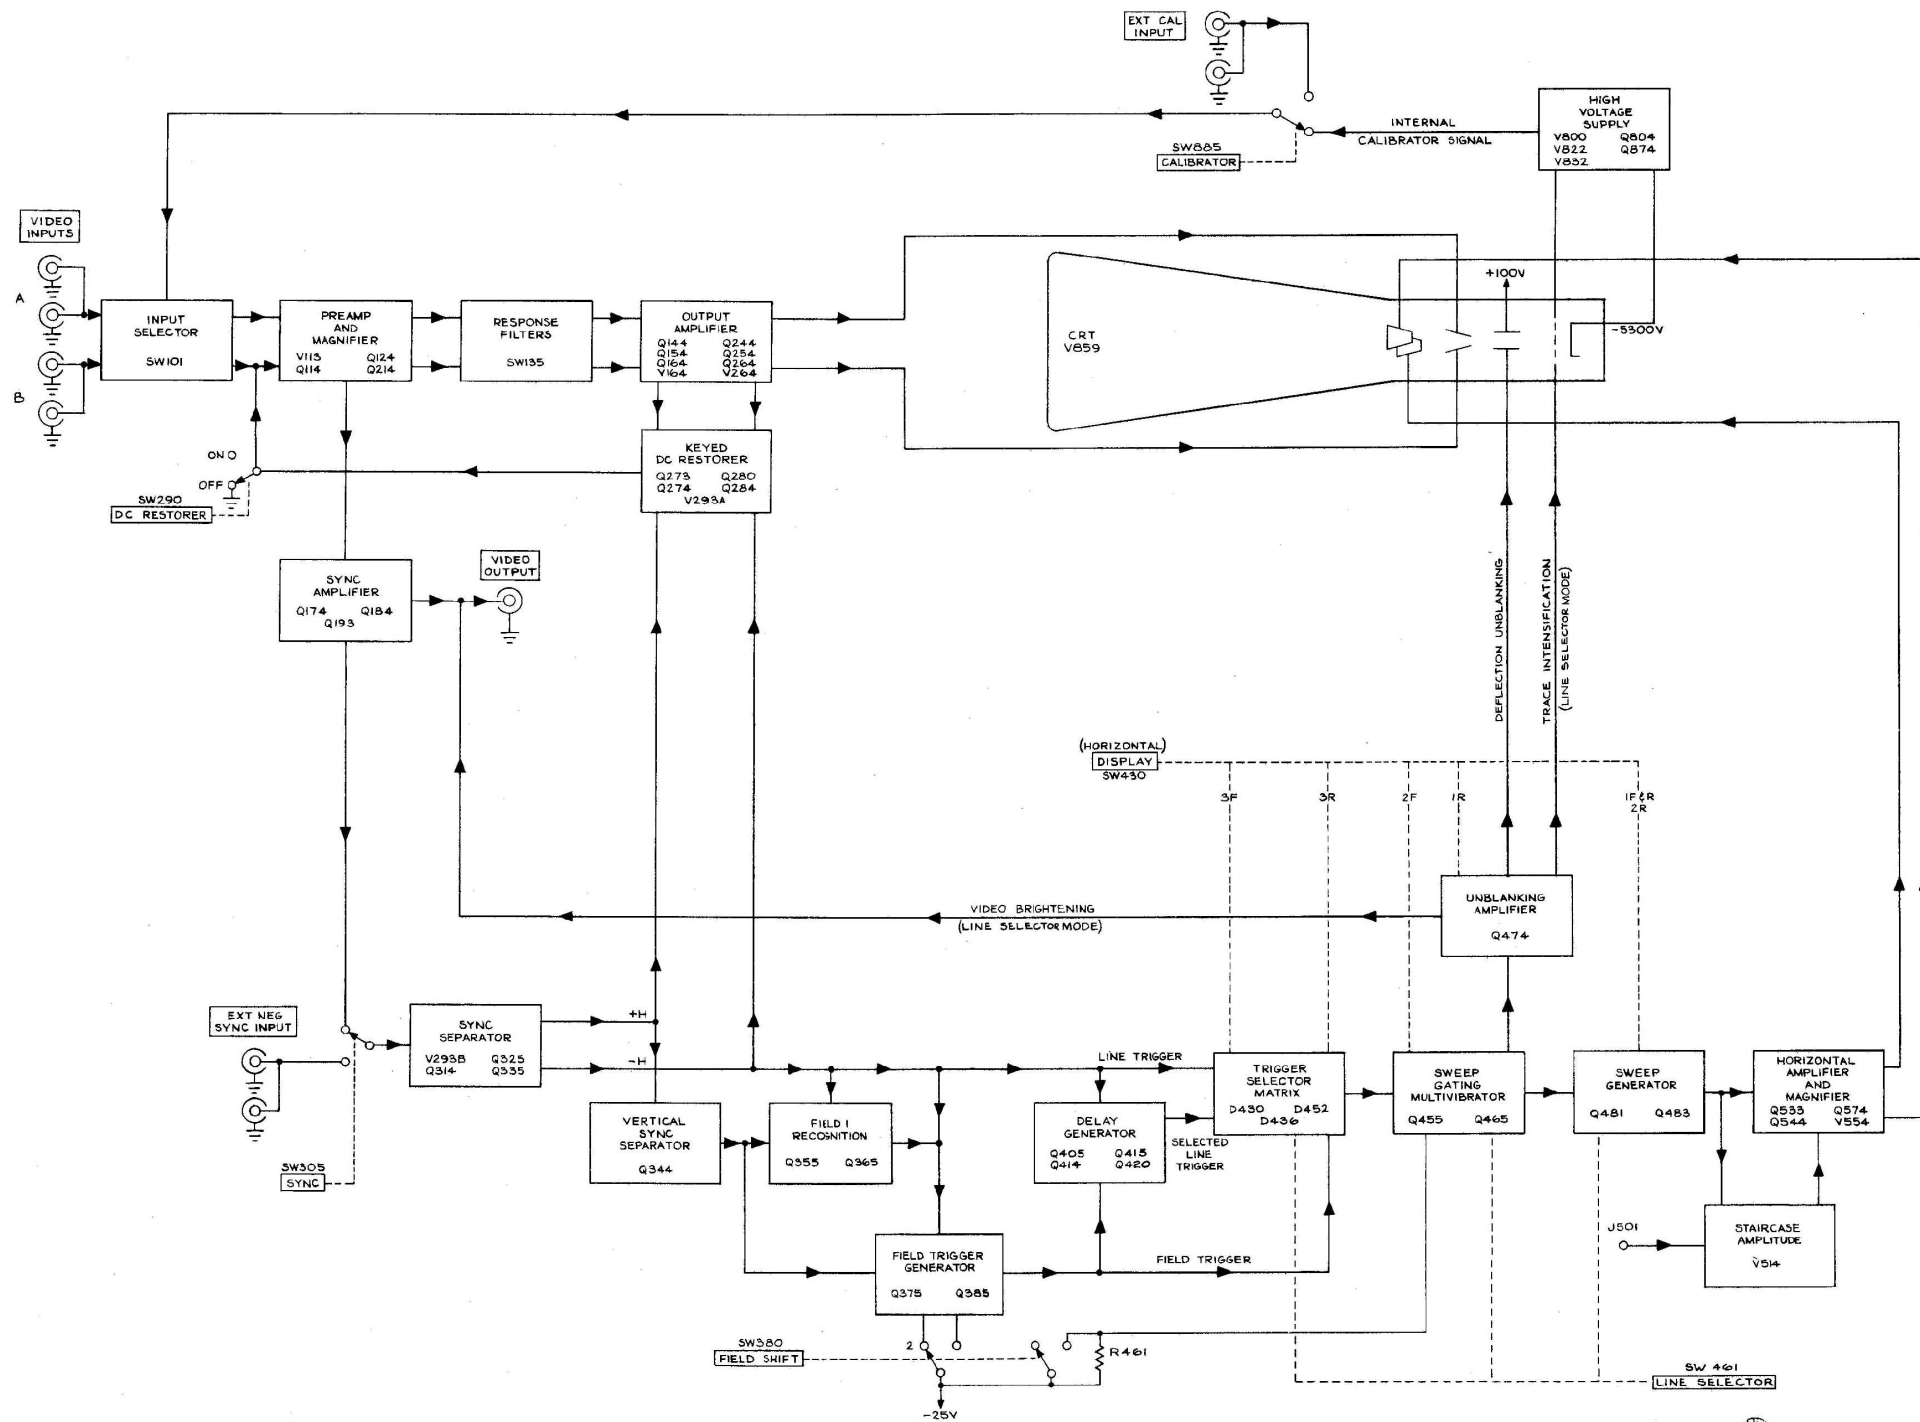 EXT CAL
INPUT
HIGH
VOLTAGE
SUPPLY
V800 Q804
V822 Q874
V832
INTERNAL
CALIBRATOR SIGNAL
SW885
CALIBRATOR
VIDEO
INPUTS
A
B
INPUT
SELECTOR
SW101
PREAMP
AND
MAGNIFIER
V113 Q124
Q114 Q214
RESPONSE
FILTERS
SW135
OUTPUT
AMPLIFIER
Q144 Q244
Q154 Q254
Q164 Q264
V164 V264
CRT
V859
+100V
-5300V
KEYED
DC RESTORER
Q273 Q280
Q274 Q284
V293A
ON
OFF
SW290
DC RESTORER
SYNC
AMPLIFIER
Q174 Q184
Q193
VIDEO
OUTPUT
DEFLECTION UNBLANKING
TRACE INTENSIFICATION
(LINE SELECTOR MODE)
(HORIZONTAL)
DISPLAY
SW430
3F
3R
2F
1R
1F&R
2R
UNBLANKING
AMPLIFIER
Q474
VIDEO BRIGHTENING
(LINE SELECTOR MODE)
EXT NEG
SYNC INPUT
SYNC
SEPARATOR
V293B Q325
Q314 Q335
+H
-H
LINE TRIGGER
SW305
SYNC
VERTICAL
SYNC
SEPARATOR
Q344
FIELD 1
RECOGNITION
Q355 Q365
DELAY
GENERATOR
Q405 Q415
Q414 Q420
SELECTED
LINE
TRIGGER
TRIGGER
SELECTOR
MATRIX
D430 D452
D436
SWEEP
GATING
MULTIVIBRATOR
Q455 Q465
SWEEP
GENERATOR
Q481 Q483
HORIZONTAL
AMPLIFIER
AND
MAGNIFIER
Q533 Q574
Q544 V554
FIELD TRIGGER
GENERATOR
Q375 Q385
FIELD TRIGGER
J501
STAIRCASE
AMPLITUDE
V514
SW380
FIELD SHIFT
2
R461
-25V
SW 461
LINE SELECTOR